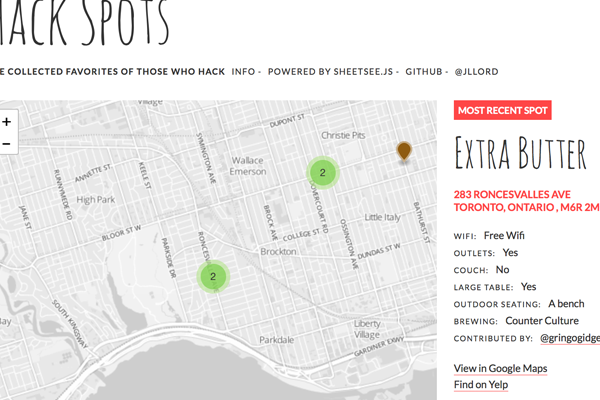 HACK SPOTS
E COLLECTED FAVORITES OF THOSE WHO HACK INFO - POWERED BY SHEETSEE.JS - GITHUB - @JLLORD
+
−
Village
DUPONT ST
Christie Pits
SYMINGTON AVE
Wallace
Emerson
2
ANNETTE ST
KEELE ST
RUNNYMEDE RD
High Park
JANE ST
BLOOR ST W
PARKSIDE DR
RONCESV
BROCK AVE
OVERCOURT RD
COLLEGE ST
OSSINGTON AVE
Little Italy
BATHURST ST
DUNDAS ST W
Brockton
2
SOUTH KINGSWAY
Bay
Parkdale
Liberty
Village
GARDINER EXWY
MOST RECENT SPOT
EXTRA BUTTER
283 RONCESVALLES AVE
TORONTO, ONTARIO , M6R 2M
WIFI: Free Wifi
OUTLETS: Yes
COUCH: No
LARGE TABLE: Yes
OUTDOOR SEATING: A bench
BREWING: Counter Culture
CONTRIBUTED BY: @gringogidge
View in Google Maps
Find on Yelp